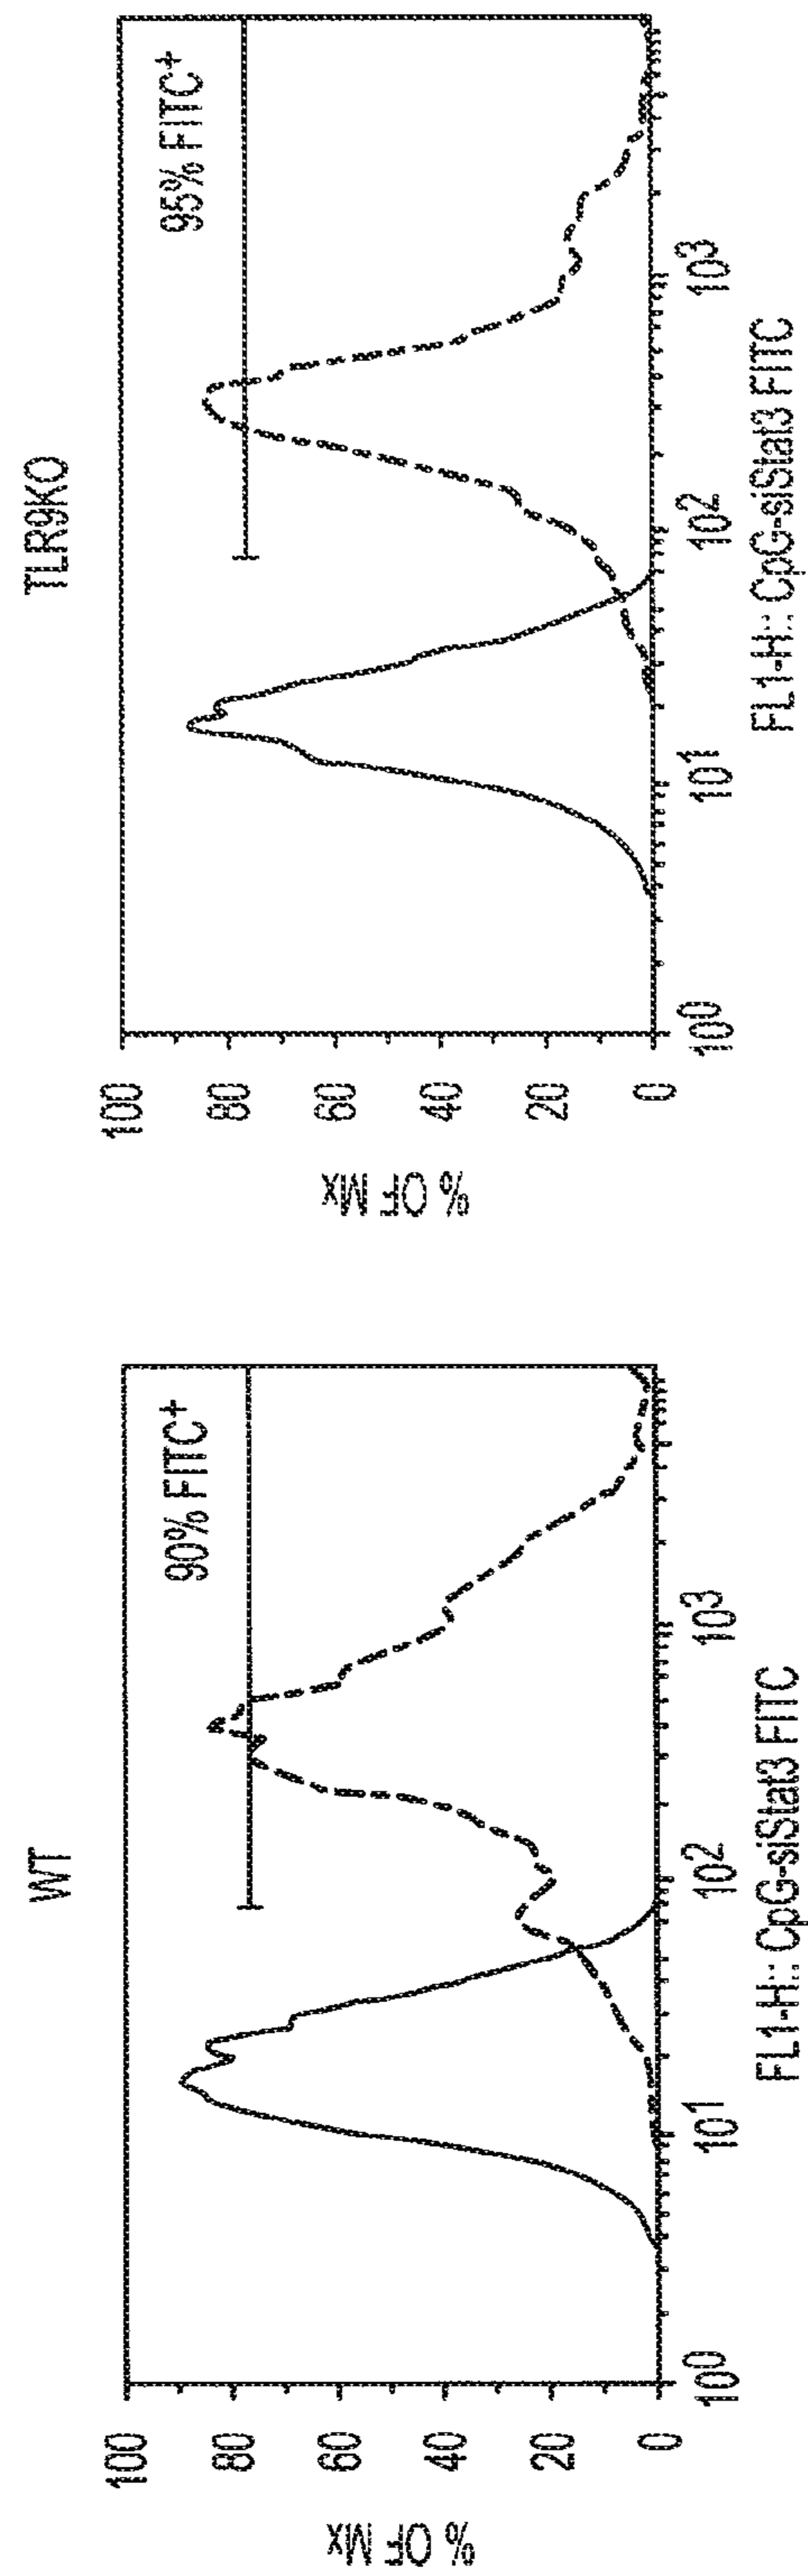 WT
90% FITC+
% OF Mx
100
80
60
40
20
0
10⁰
10¹
10²
10³
FL1-H:: CpG-siStat3 FITC
TLR9KO
95% FITC+
% OF Mx
100
80
60
40
20
0
10⁰
10¹
10²
10³
FL1-H:: CpG-siStat3 FITC